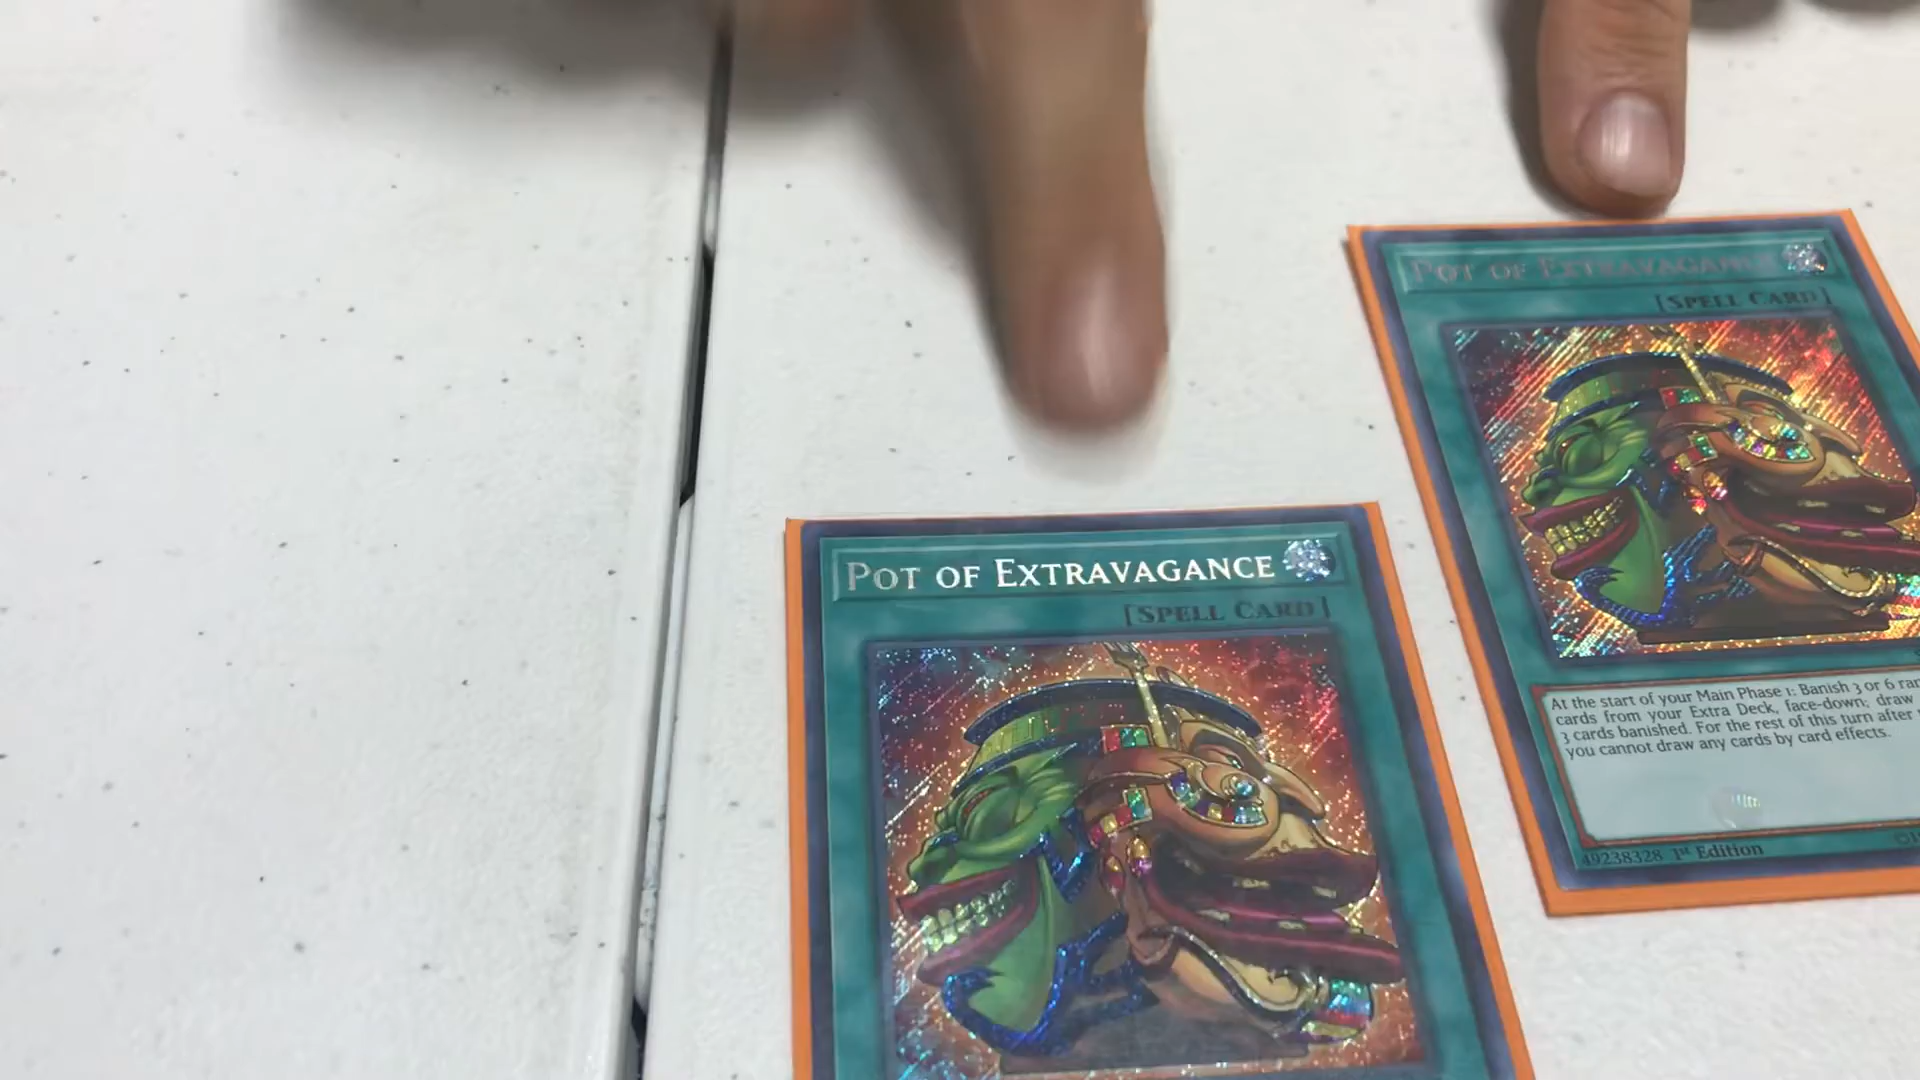 POT OF EXTRAVAGANCE
[SPELL CARD]
POT OF EXTRAVAGANCE
[SPELL CARD]
At the start of your Main Phase 1: Banish 3 or 6
cards from your Extra Deck, face-down; draw
3 cards banished. For the rest of this turn after
you cannot draw any cards by card effects.
49238328 1st Edition